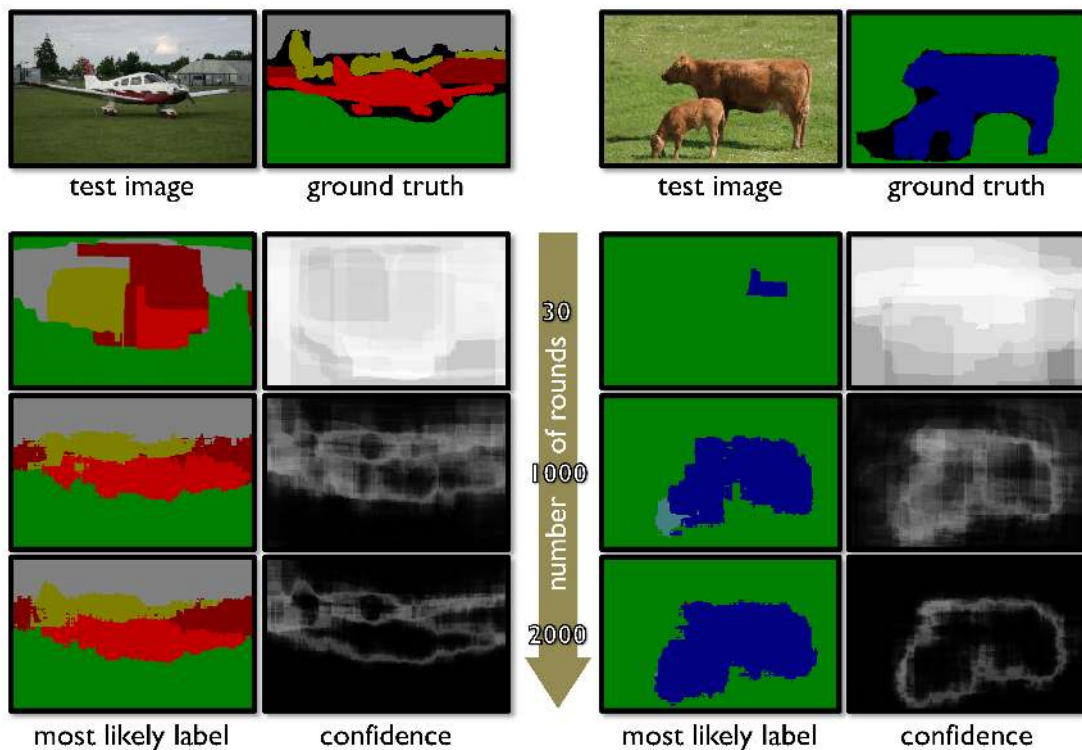 test image
ground truth
test image
ground truth
30
number of rounds
1000
2000
most likely label
confidence
most likely label
confidence